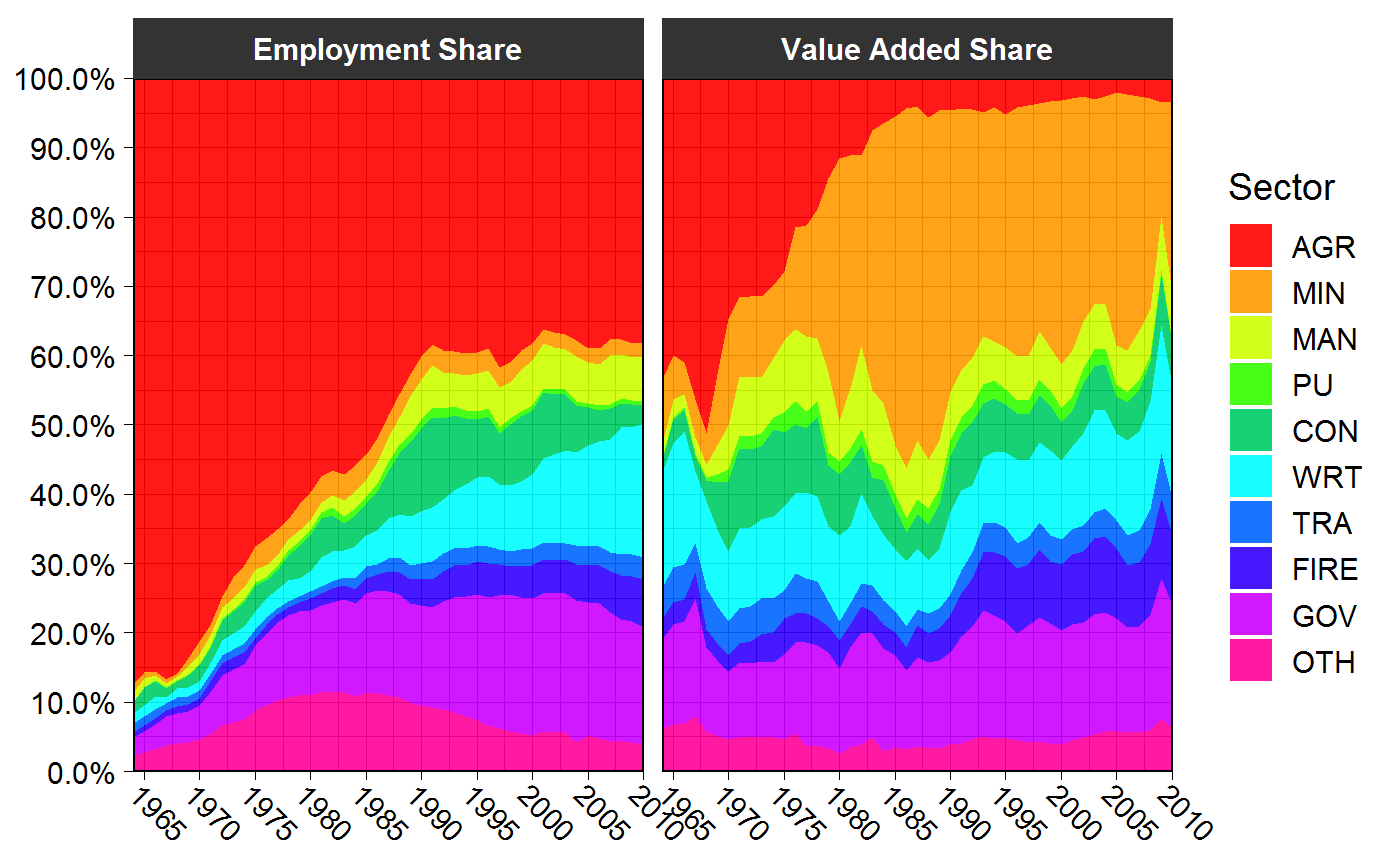 Employment Share
Value Added Share
100.0%
90.0%
80.0%
70.0%
60.0%
50.0%
40.0%
30.0%
20.0%
10.0%
0.0%
1965 1970 1975 1980 1985 1990 1995 2000 2005 2010
1965 1970 1975 1980 1985 1990 1995 2000 2005 2010
Sector
AGR
MIN
MAN
PU
CON
WRT
TRA
FIRE
GOV
OTH